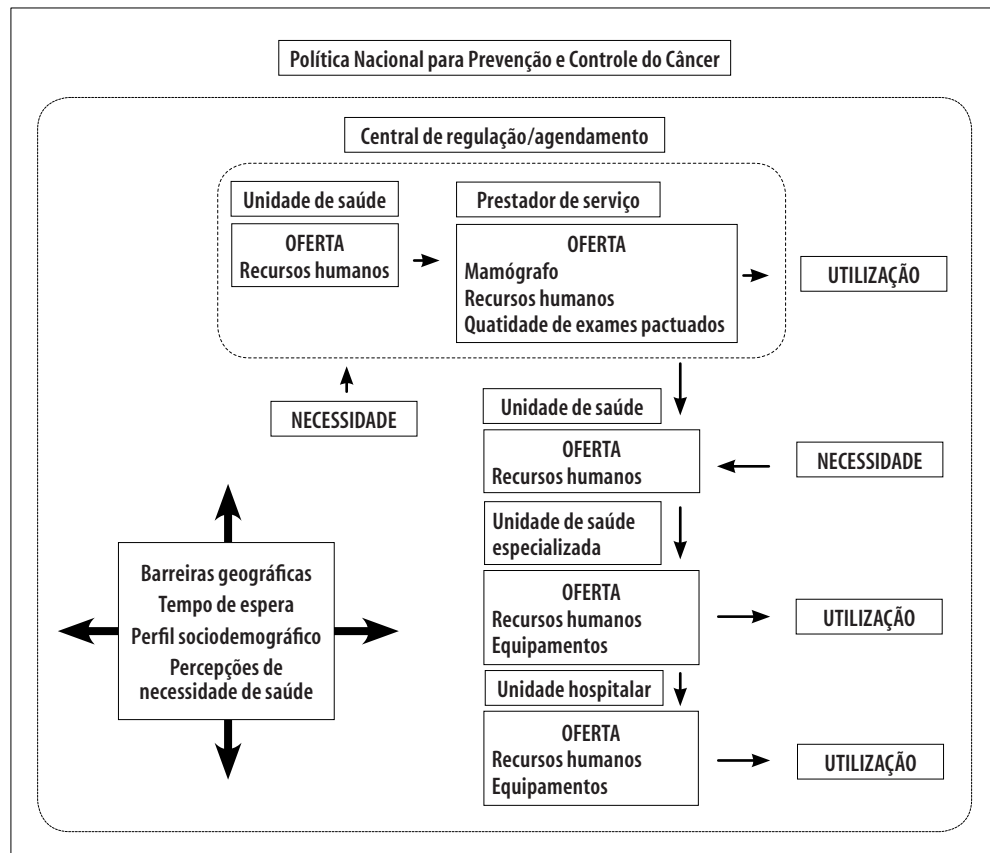 Política Nacional para Prevenção e Controle do Câncer
Central de regulação/agendamento
Unidade de saúde
OFERTA
Recursos humanos
Prestador de serviço
OFERTA
Mamógrafo
Recursos humanos
Quatidade de exames pactuados
UTILIZAÇÃO
NECESSIDADE
Unidade de saúde
OFERTA
Recursos humanos
NECESSIDADE
Unidade de saúde
especializada
OFERTA
Recursos humanos
Equipamentos
UTILIZAÇÃO
Unidade hospitalar
OFERTA
Recursos humanos
Equipamentos
UTILIZAÇÃO
Barreiras geográficas
Tempo de espera
Perfil sociodemográfico
Percepções de
necessidade de saúde